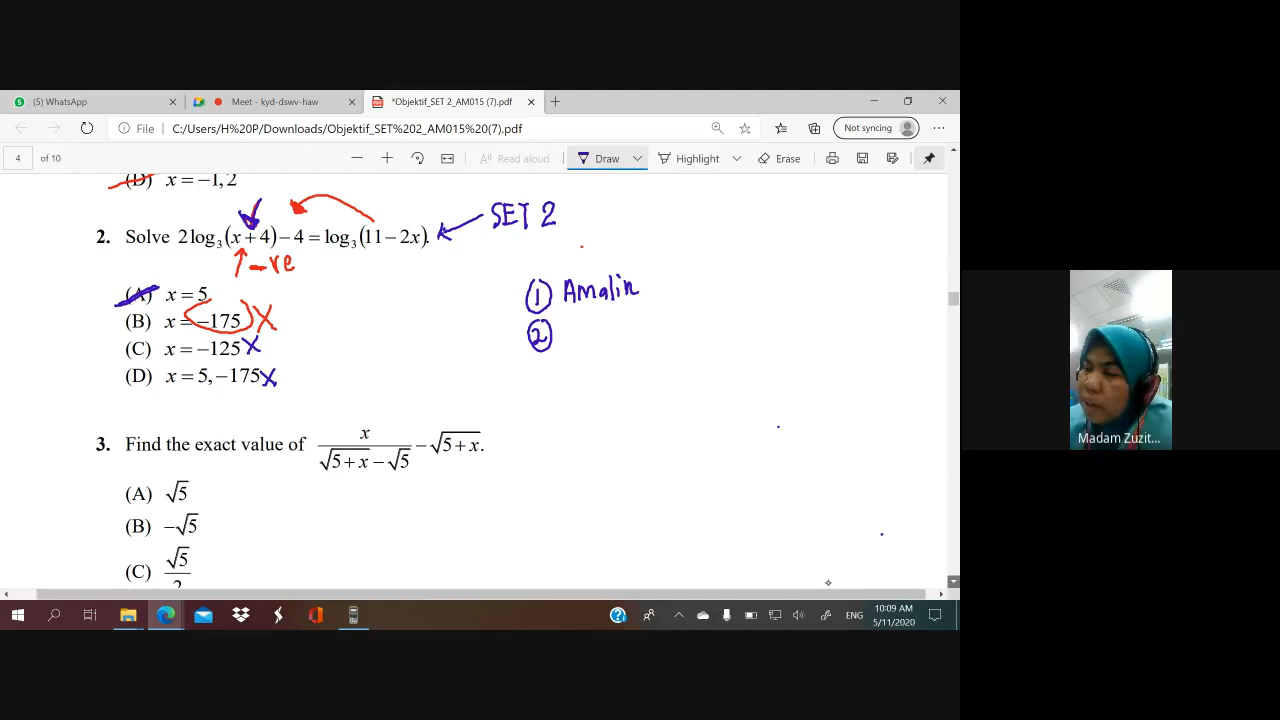 (5) WhatsApp
Meet - kyd-dswv-haw
*Objektif_SET 2_AM015 (7).pdf
File
C:/Users/H%20P/Downloads/Objektif_SET%202_AM015%20(7).pdf
Not syncing
4 of 10
Read aloud
Draw
Highlight
Erase
(D) x = −1, 2
SET 2
2. Solve 2log₃(x + 4) − 4 = log₃(11 − 2x).
-ve
(A) x = 5
(B) x = −175 X
(C) x = −125 X
(D) x = 5, −175 X
1 Amalin
2
3. Find the exact value of x/(√(5 + x) − √5) − √(5 + x).
(A) √5
(B) −√5
(C) √5/2
Madam Zuzit...
ENG
10:09 AM
5/11/2020